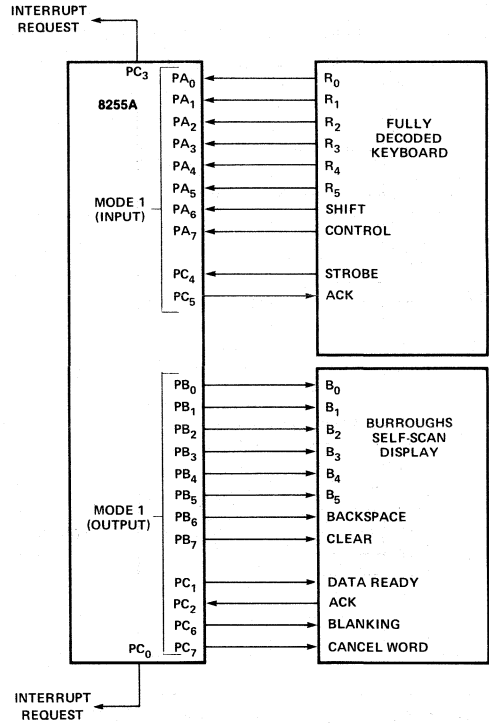 INTERRUPT
REQUEST
PC3
8255A
MODE 1
(INPUT)
PA0 R0
PA1 R1
PA2 R2
PA3 R3
PA4 R4
PA5 R5
PA6 SHIFT
PA7 CONTROL
PC4 STROBE
PC5 ACK
FULLY
DECODED
KEYBOARD
MODE 1
(OUTPUT)
PB0 B0
PB1 B1
PB2 B2
PB3 B3
PB4 B4
PB5 B5
PB6 BACKSPACE
PB7 CLEAR
PC1 DATA READY
PC2 ACK
PC6 BLANKING
PC7 CANCEL WORD
BURROUGHS
SELF-SCAN
DISPLAY
PC0
INTERRUPT
REQUEST